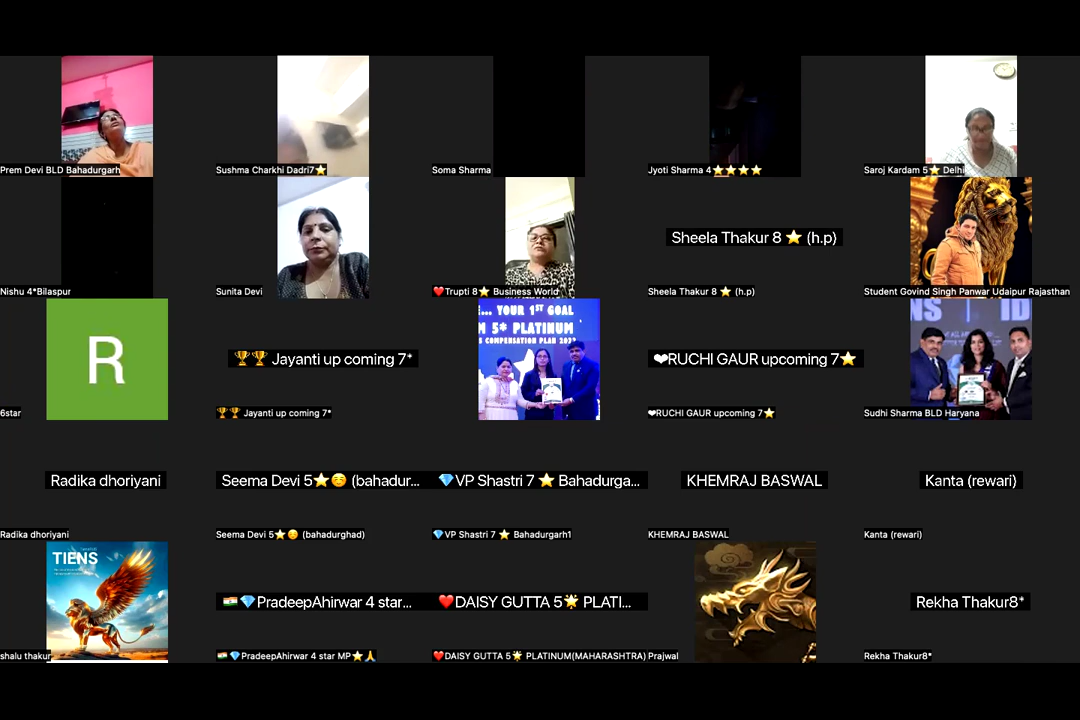 Prem Devi BLD Bahadurgarh
Sushma Charkhi Dadri7⭐
Soma Sharma
Jyoti Sharma 4⭐⭐⭐⭐
Saroj Kardam 5⭐ Delhi
Nishu 4*Bilaspur
Sunita Devi
❤️Trupti 8⭐ Business World
Sheela Thakur 8 ⭐ (h.p)
Sheela Thakur 8 ⭐ (h.p)
Student Govind Singh Panwar Udaipur Rajasthan
R
6star
🏆🏆 Jayanti up coming 7*
🏆🏆 Jayanti up coming 7*
E... YOUR 1ST GOAL
M 5* PLATINUM
S COMPENSATION PLAN
❤RUCHI GAUR upcoming 7⭐
❤RUCHI GAUR upcoming 7⭐
NS | ID
Sudhi Sharma BLD Haryana
Radika dhoriyani
Radika dhoriyani
Seema Devi 5⭐☺️ (bahadur...
Seema Devi 5⭐☺️ (bahadurghad)
💎VP Shastri 7 ⭐ Bahadurga...
💎VP Shastri 7 ⭐ Bahadurgarh1
KHEMRAJ BASWAL
KHEMRAJ BASWAL
Kanta (rewari)
Kanta (rewari)
TIENS
shalu thakur
🇮🇳💎PradeepAhirwar 4 star...
🇮🇳💎PradeepAhirwar 4 star MP⭐🙏
❤️DAISY GUTTA 5🌟 PLATI...
❤️DAISY GUTTA 5🌟 PLATINUM(MAHARASHTRA)
Prajwal
Rekha Thakur8*
Rekha Thakur8*